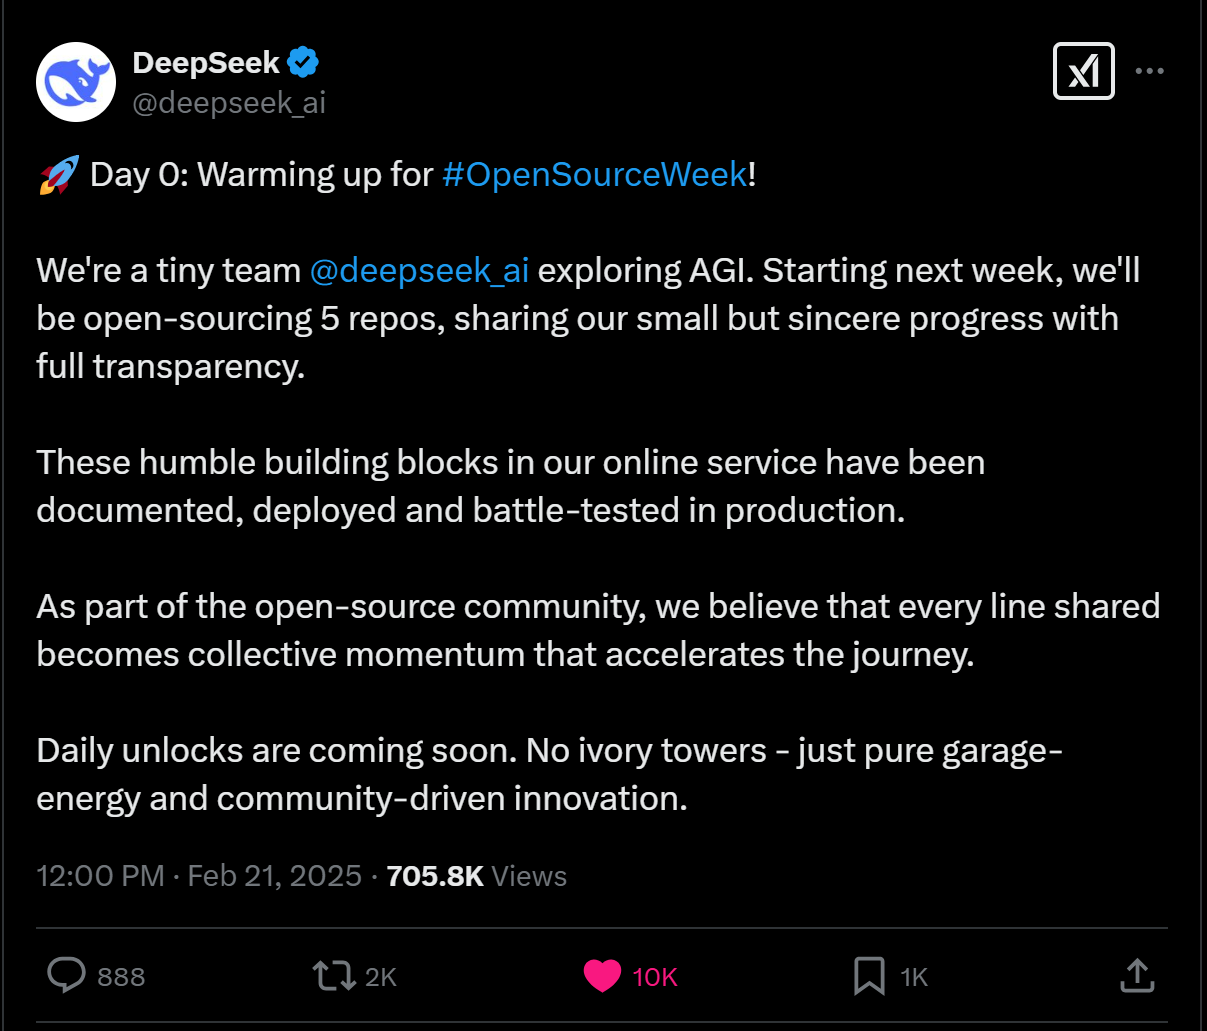 DeepSeek
@deepseek_ai
🚀 Day 0: Warming up for #OpenSourceWeek!
We're a tiny team @deepseek_ai exploring AGI. Starting next week, we'll
be open-sourcing 5 repos, sharing our small but sincere progress with
full transparency.
These humble building blocks in our online service have been
documented, deployed and battle-tested in production.
As part of the open-source community, we believe that every line shared
becomes collective momentum that accelerates the journey.
Daily unlocks are coming soon. No ivory towers - just pure garage-
energy and community-driven innovation.
12:00 PM · Feb 21, 2025 · 705.8K Views
888 2K 10K 1K